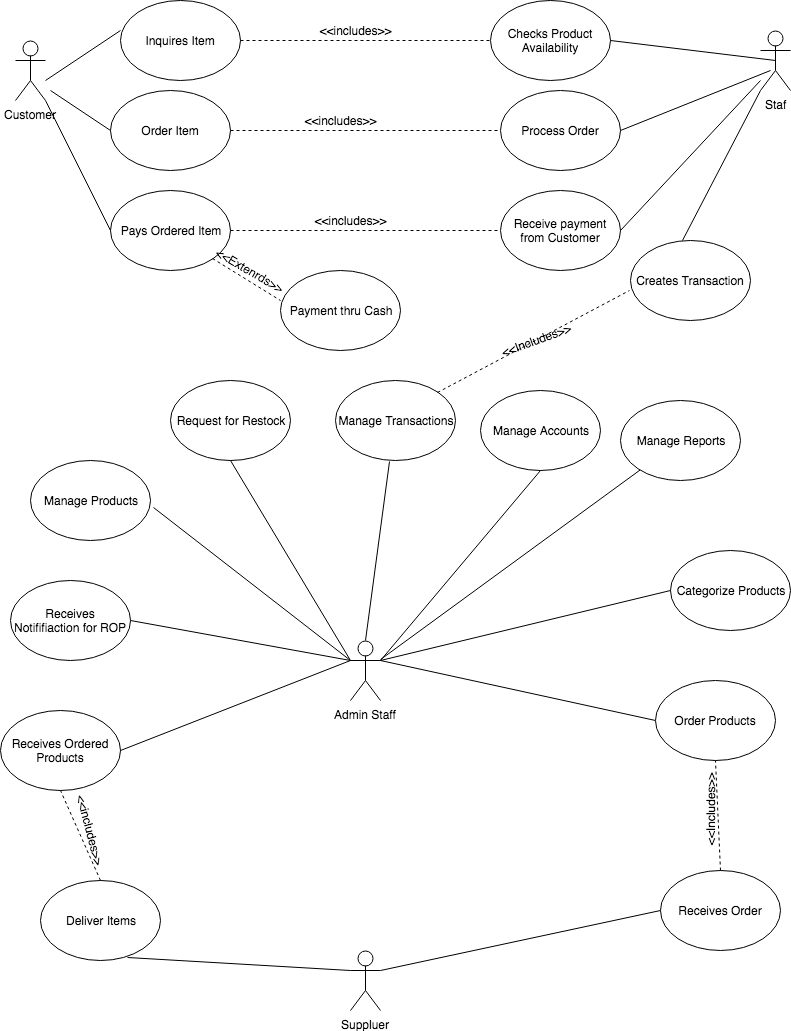 <<includes>>
Inquires Item
Checks Product
Availability
Customer
Staf
<<includes>>
Order Item
Process Order
<<includes>>
Pays Ordered Item
Receive payment
from Customer
<<Extenrds>>
Payment thru Cash
Creates Transaction
<<Includes>>
Request for Restock
Manage Transactions
Manage Accounts
Manage Reports
Manage Products
Categorize Products
Receives
Notififiaction for ROP
Admin Staff
Receives Ordered
Products
Order Products
<<includes>>
<<Includes>>
Deliver Items
Receives Order
Suppluer